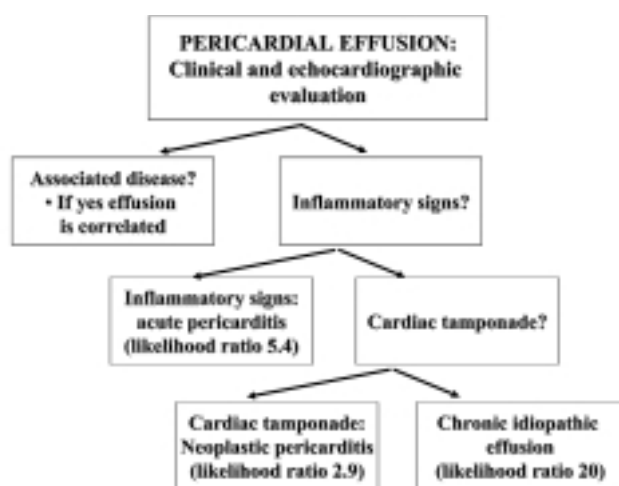 PERICARDIAL EFFUSION:
Clinical and echocardiographic
evaluation
Associated disease?
• If yes effusion
is correlated
Inflammatory signs?
Inflammatory signs:
acute pericarditis
(likelihood ratio 5.4)
Cardiac tamponade?
Cardiac tamponade:
Neoplastic pericarditis
(likelihood ratio 2.9)
Chronic idiopathic
effusion
(likelihood ratio 20)